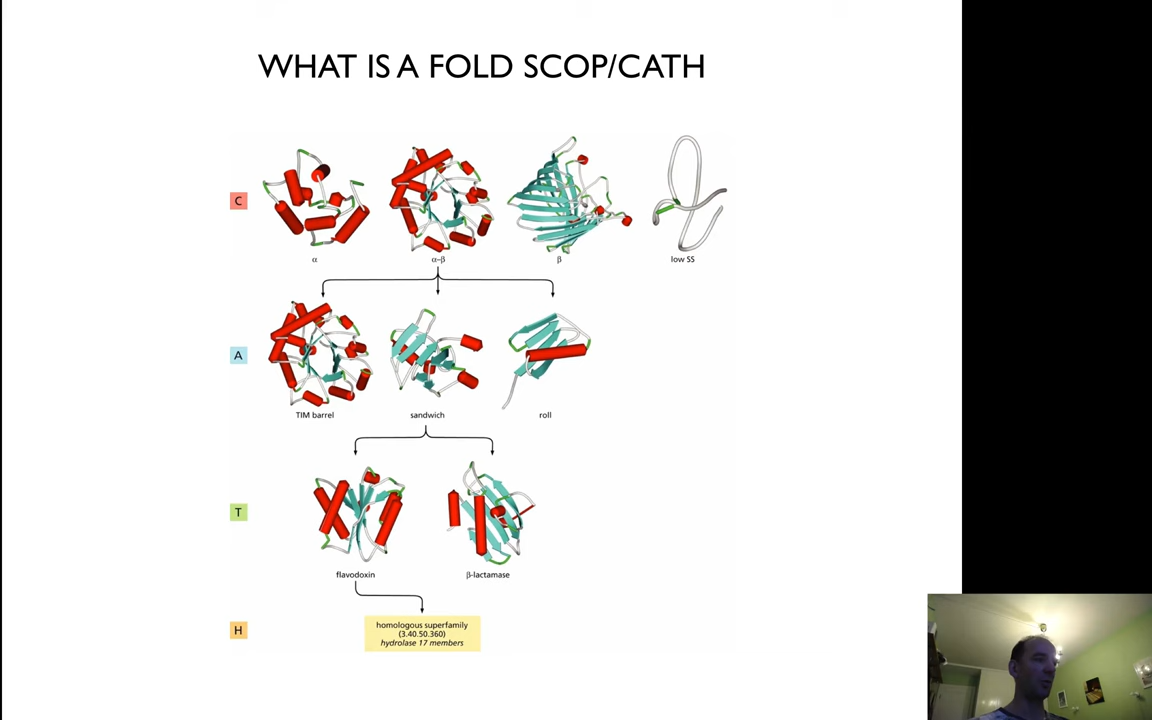 WHAT IS A FOLD SCOP/CATH
C
α
α–β
β
low SS
A
TIM barrel
sandwich
roll
T
flavodoxin
β-lactamase
H
homologous superfamily
(3.40.50.360)
hydrolase 17 members